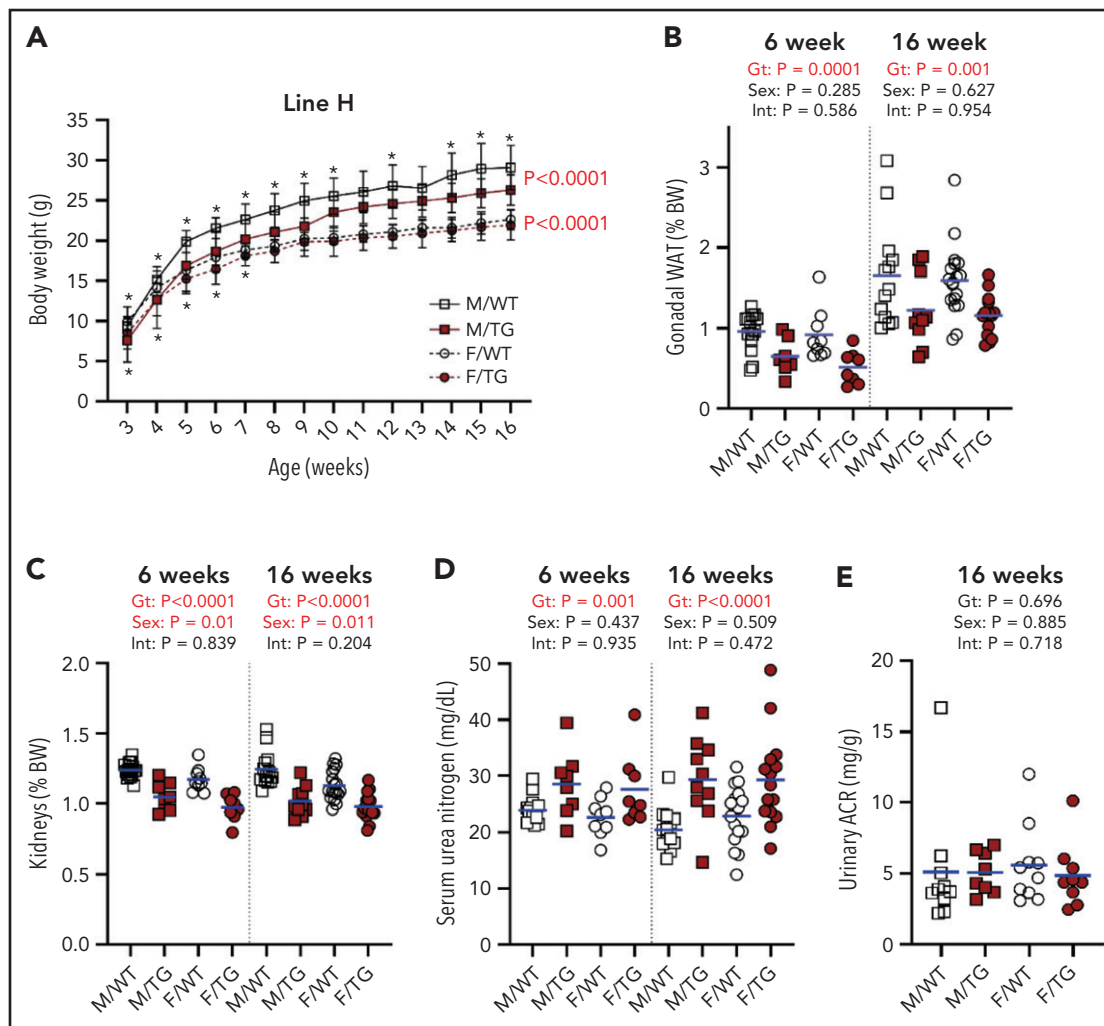 A
Line H
Body weight (g)
35
30
25
20
15
10
5
0
* * * * * * * * * * * *
* * * * *
P<0.0001
P<0.0001
M/WT
M/TG
F/WT
F/TG
3 4 5 6 7 8 9 10 11 12 13 14 15 16
Age (weeks)
B
6 week
Gt: P = 0.0001
Sex: P = 0.285
Int: P = 0.586
16 week
Gt: P = 0.001
Sex: P = 0.627
Int: P = 0.954
Gonadal WAT (% BW)
3
2
1
0
M/WT M/TG F/WT F/TG M/WT M/TG F/WT F/TG
C
6 weeks
Gt: P<0.0001
Sex: P = 0.01
Int: P = 0.839
16 weeks
Gt: P<0.0001
Sex: P = 0.011
Int: P = 0.204
Kidneys (% BW)
2.0
1.5
1.0
1.0
0.0
M/WT M/TG F/WT F/TG M/WT M/TG F/WT F/TG
D
6 weeks
Gt: P = 0.001
Sex: P = 0.437
Int: P = 0.935
16 weeks
Gt: P<0.0001
Sex: P = 0.509
Int: P = 0.472
Serum urea nitrogen (mg/dL)
50
40
30
20
10
0
M/WT M/TG F/WT F/TG M/WT M/TG F/WT F/TG
E
16 weeks
Gt: P = 0.696
Sex: P = 0.885
Int: P = 0.718
Urinary ACR (mg/g)
20
15
10
5
0
M/WT M/TG F/WT F/TG